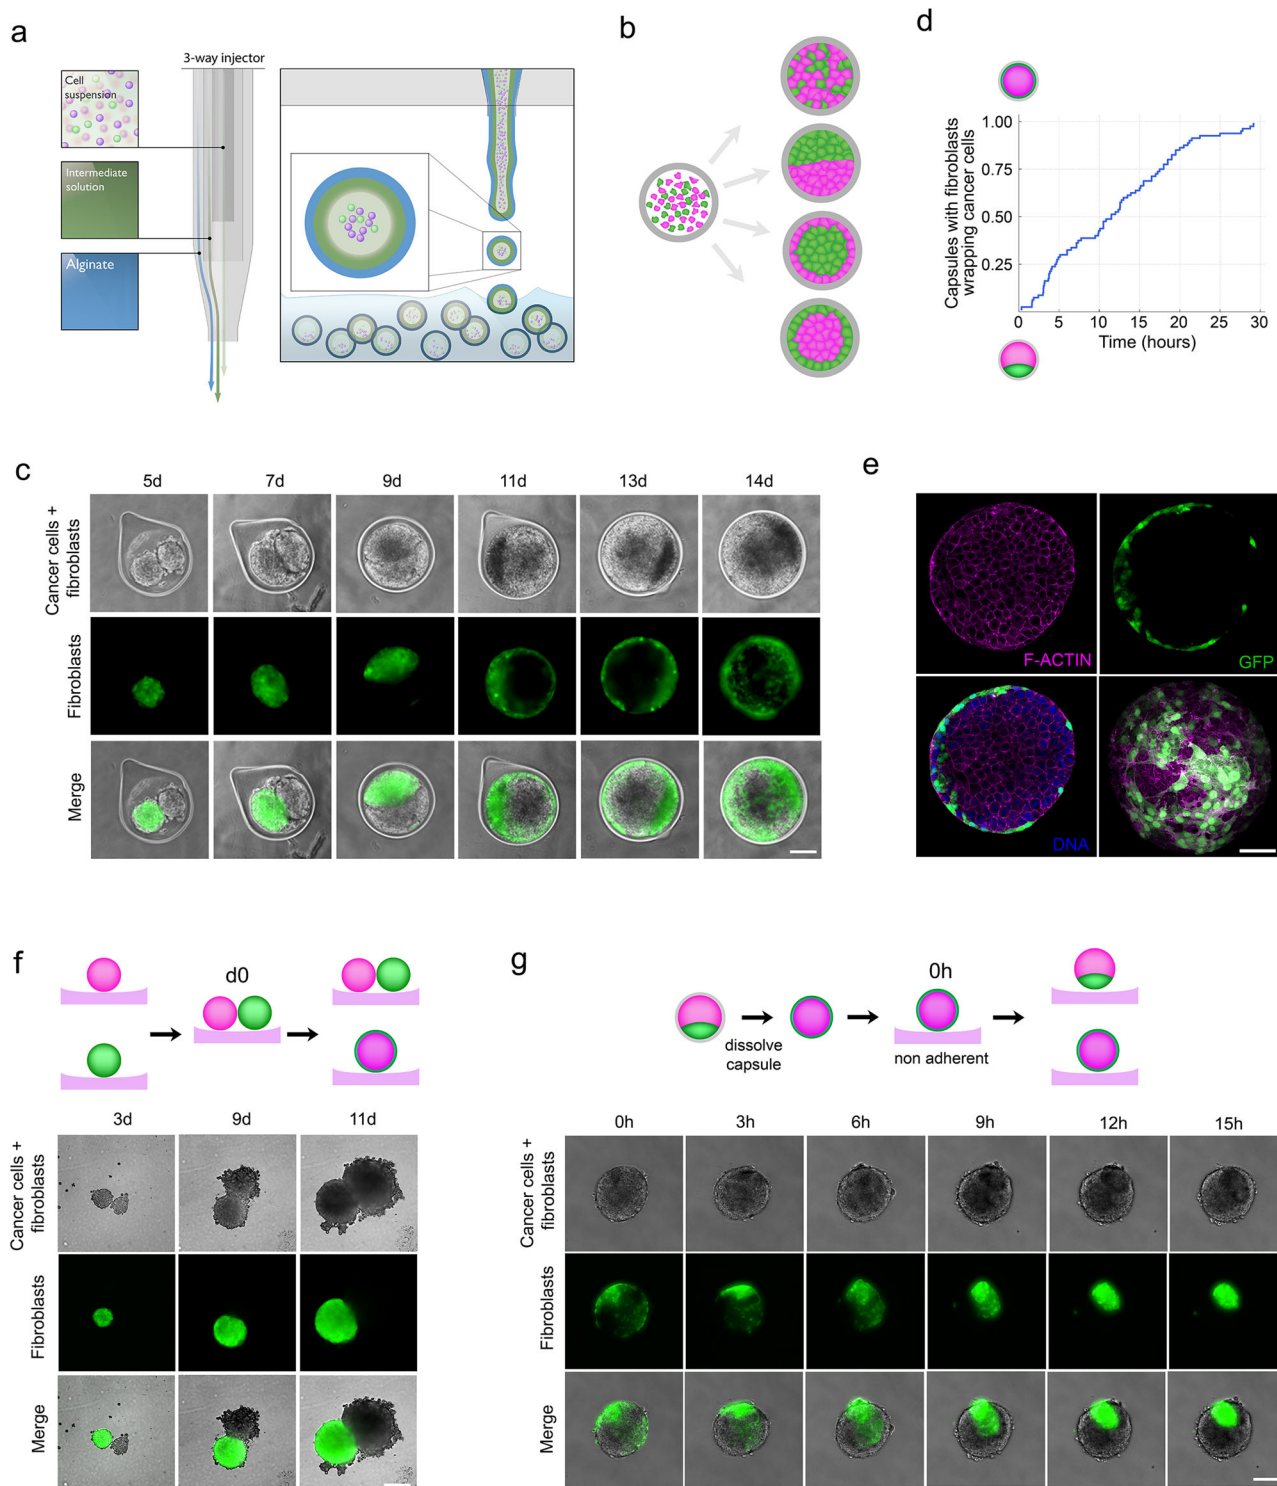 a
3-way injector
Cell
suspension
Intermediate
solution
Alginate
b
d
Capsules with fibroblasts
wrapping cancer cells
1.00
0.75
0.50
0.25
0
5
10
15
20
25
30
Time (hours)
c
5d
7d
9d
11d
13d
14d
Cancer cells +
fibroblasts
Fibroblasts
Merge
e
F-ACTIN
GFP
DNA
f
d0
3d
9d
11d
Cancer cells +
fibroblasts
Fibroblasts
Merge
g
0h
dissolve
capsule
non adherent
0h
3h
6h
9h
12h
15h
Cancer cells +
fibroblasts
Fibroblasts
Merge